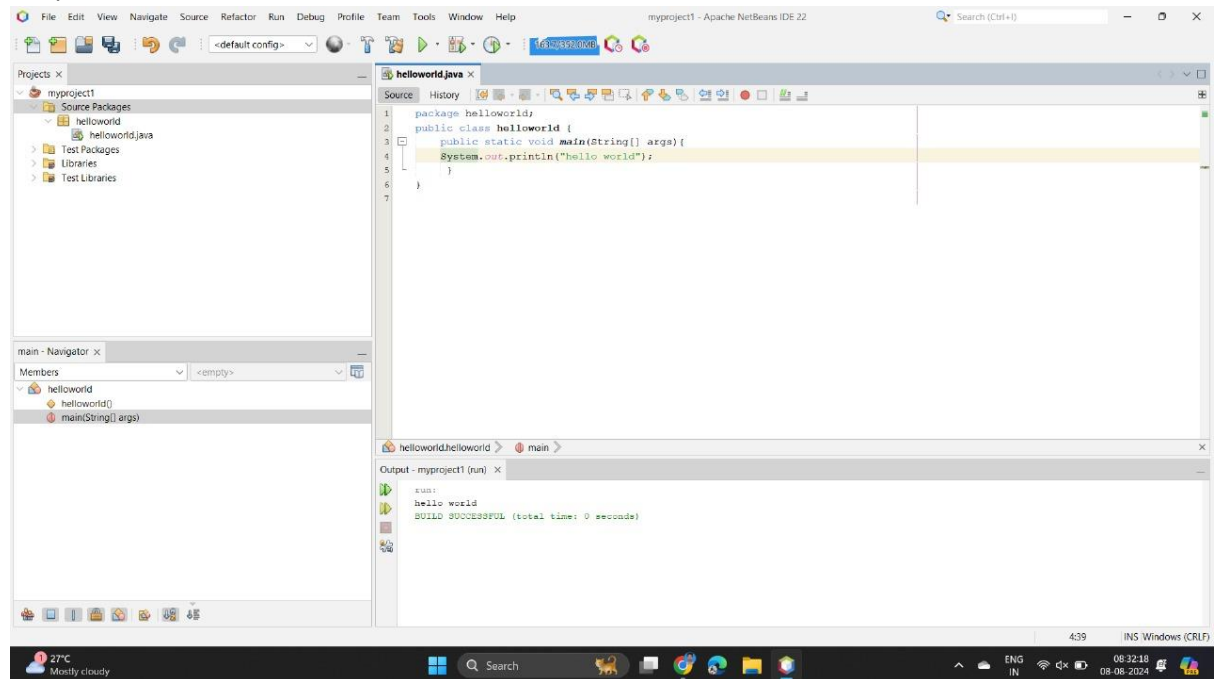 File Edit View Navigate Source Refactor Run Debug Profile Team Tools Window Help
myproject1 - Apache NetBeans IDE 22
Search (Ctrl+I)
<default config>
Projects
helloworld.java
myproject1
Source Packages
helloworld
helloworld.java
Test Packages
Libraries
Test Libraries
Source History
1 package helloworld;
2 public class helloworld {
3 public static void main(String[] args){
4 System.out.println("hello world");
5 }
6 }
7
main - Navigator
Members
<empty>
helloworld
helloworld()
main(String[] args)
helloworld.helloworld
main
Output - myproject1 (run)
run:
hello world
BUILD SUCCESSFUL (total time: 0 seconds)
4:39
INS Windows (CRLF)
1
27°C
Mostly cloudy
Search
ENG
IN
08:32:18
08-08-2024